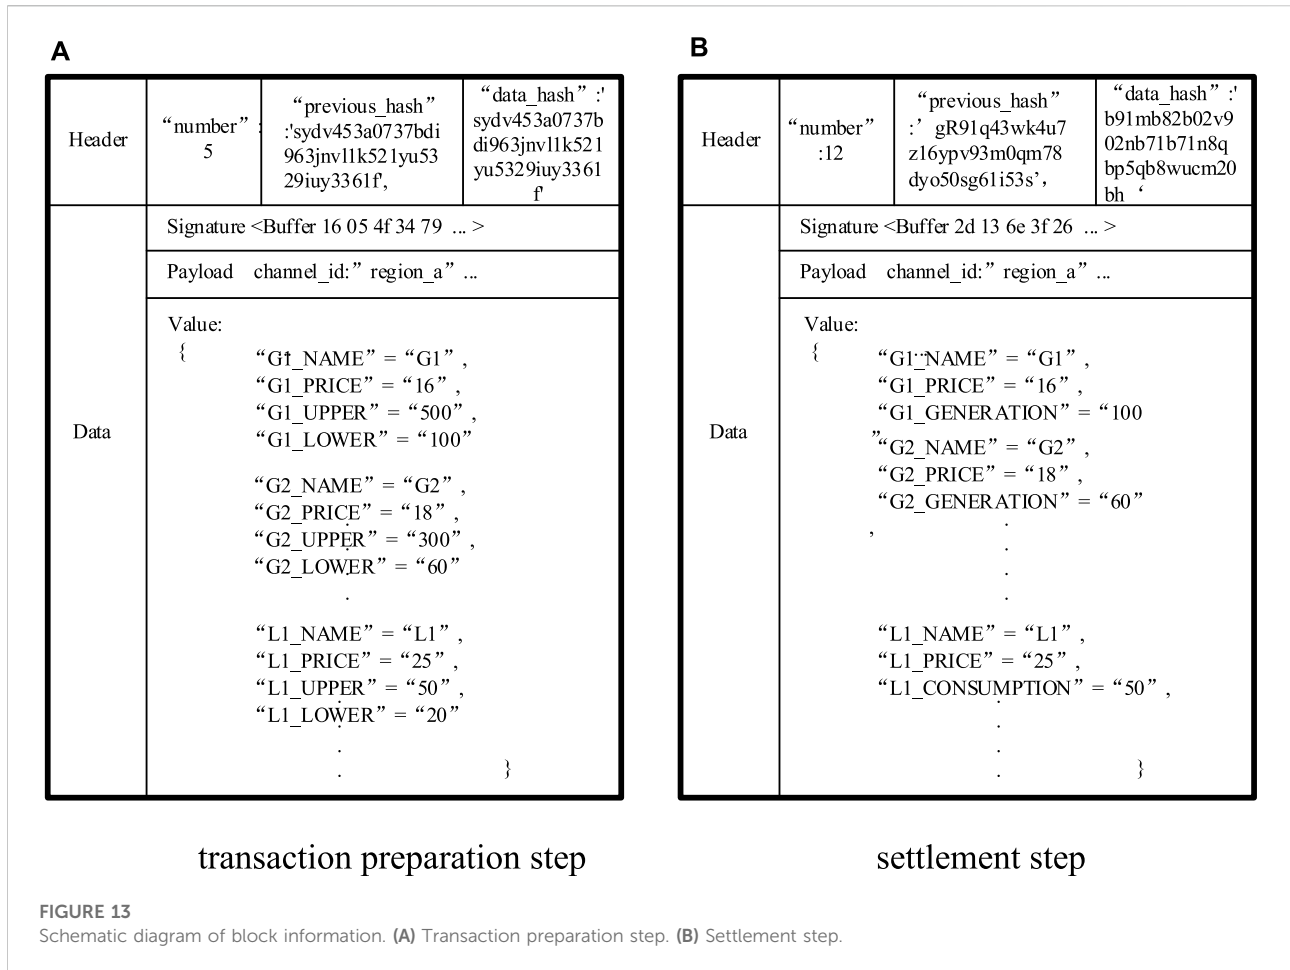 A
Header
“number” :
5
“previous_hash”
:'sydv453a0737bdi
963jnvl1k521yu53
29iuy3361f',
“data_hash” :'
sydv453a0737b
di963jnvl1k521
yu5329iuy3361
f'
Data
Signature <Buffer 16 05 4f 34 79 ... >
Payload channel_id:” region_a” ...
Value:
{
“G1_NAME” = “G1” ,
“G1_PRICE” = “16” ,
“G1_UPPER” = “500” ,
“G1_LOWER” = “100”
“G2_NAME” = “G2” ,
“G2_PRICE” = “18” ,
“G2_UPPER” = “300” ,
“G2_LOWER” = “60”
.
“L1_NAME” = “L1” ,
“L1_PRICE” = “25” ,
“L1_UPPER” = “50” ,
“L1_LOWER” = “20”
.
. }
transaction preparation step
B
Header
“number”
:12
“previous_hash”
:’ gR91q43wk4u7
z16ypv93m0qm78
dyo50sg61i53s’,
“data_hash” :'
b91mb82b02v9
02nb71b71n8q
bp5qb8wucm20
bh ‘
Data
Signature <Buffer 2d 13 6e 3f 26 ... >
Payload channel_id:” region_a” ...
Value:
{
“G1_NAME” = “G1” ,
“G1_PRICE” = “16” ,
“G1_GENERATION” = “100
”
“G2_NAME” = “G2” ,
“G2_PRICE” = “18” ,
“G2_GENERATION” = “60”
,
.
.
.
“L1_NAME” = “L1” ,
“L1_PRICE” = “25” ,
“L1_CONSUMPTION” = “50” ,
.
.
. }
settlement step
FIGURE 13
Schematic diagram of block information. (A) Transaction preparation step. (B) Settlement step.